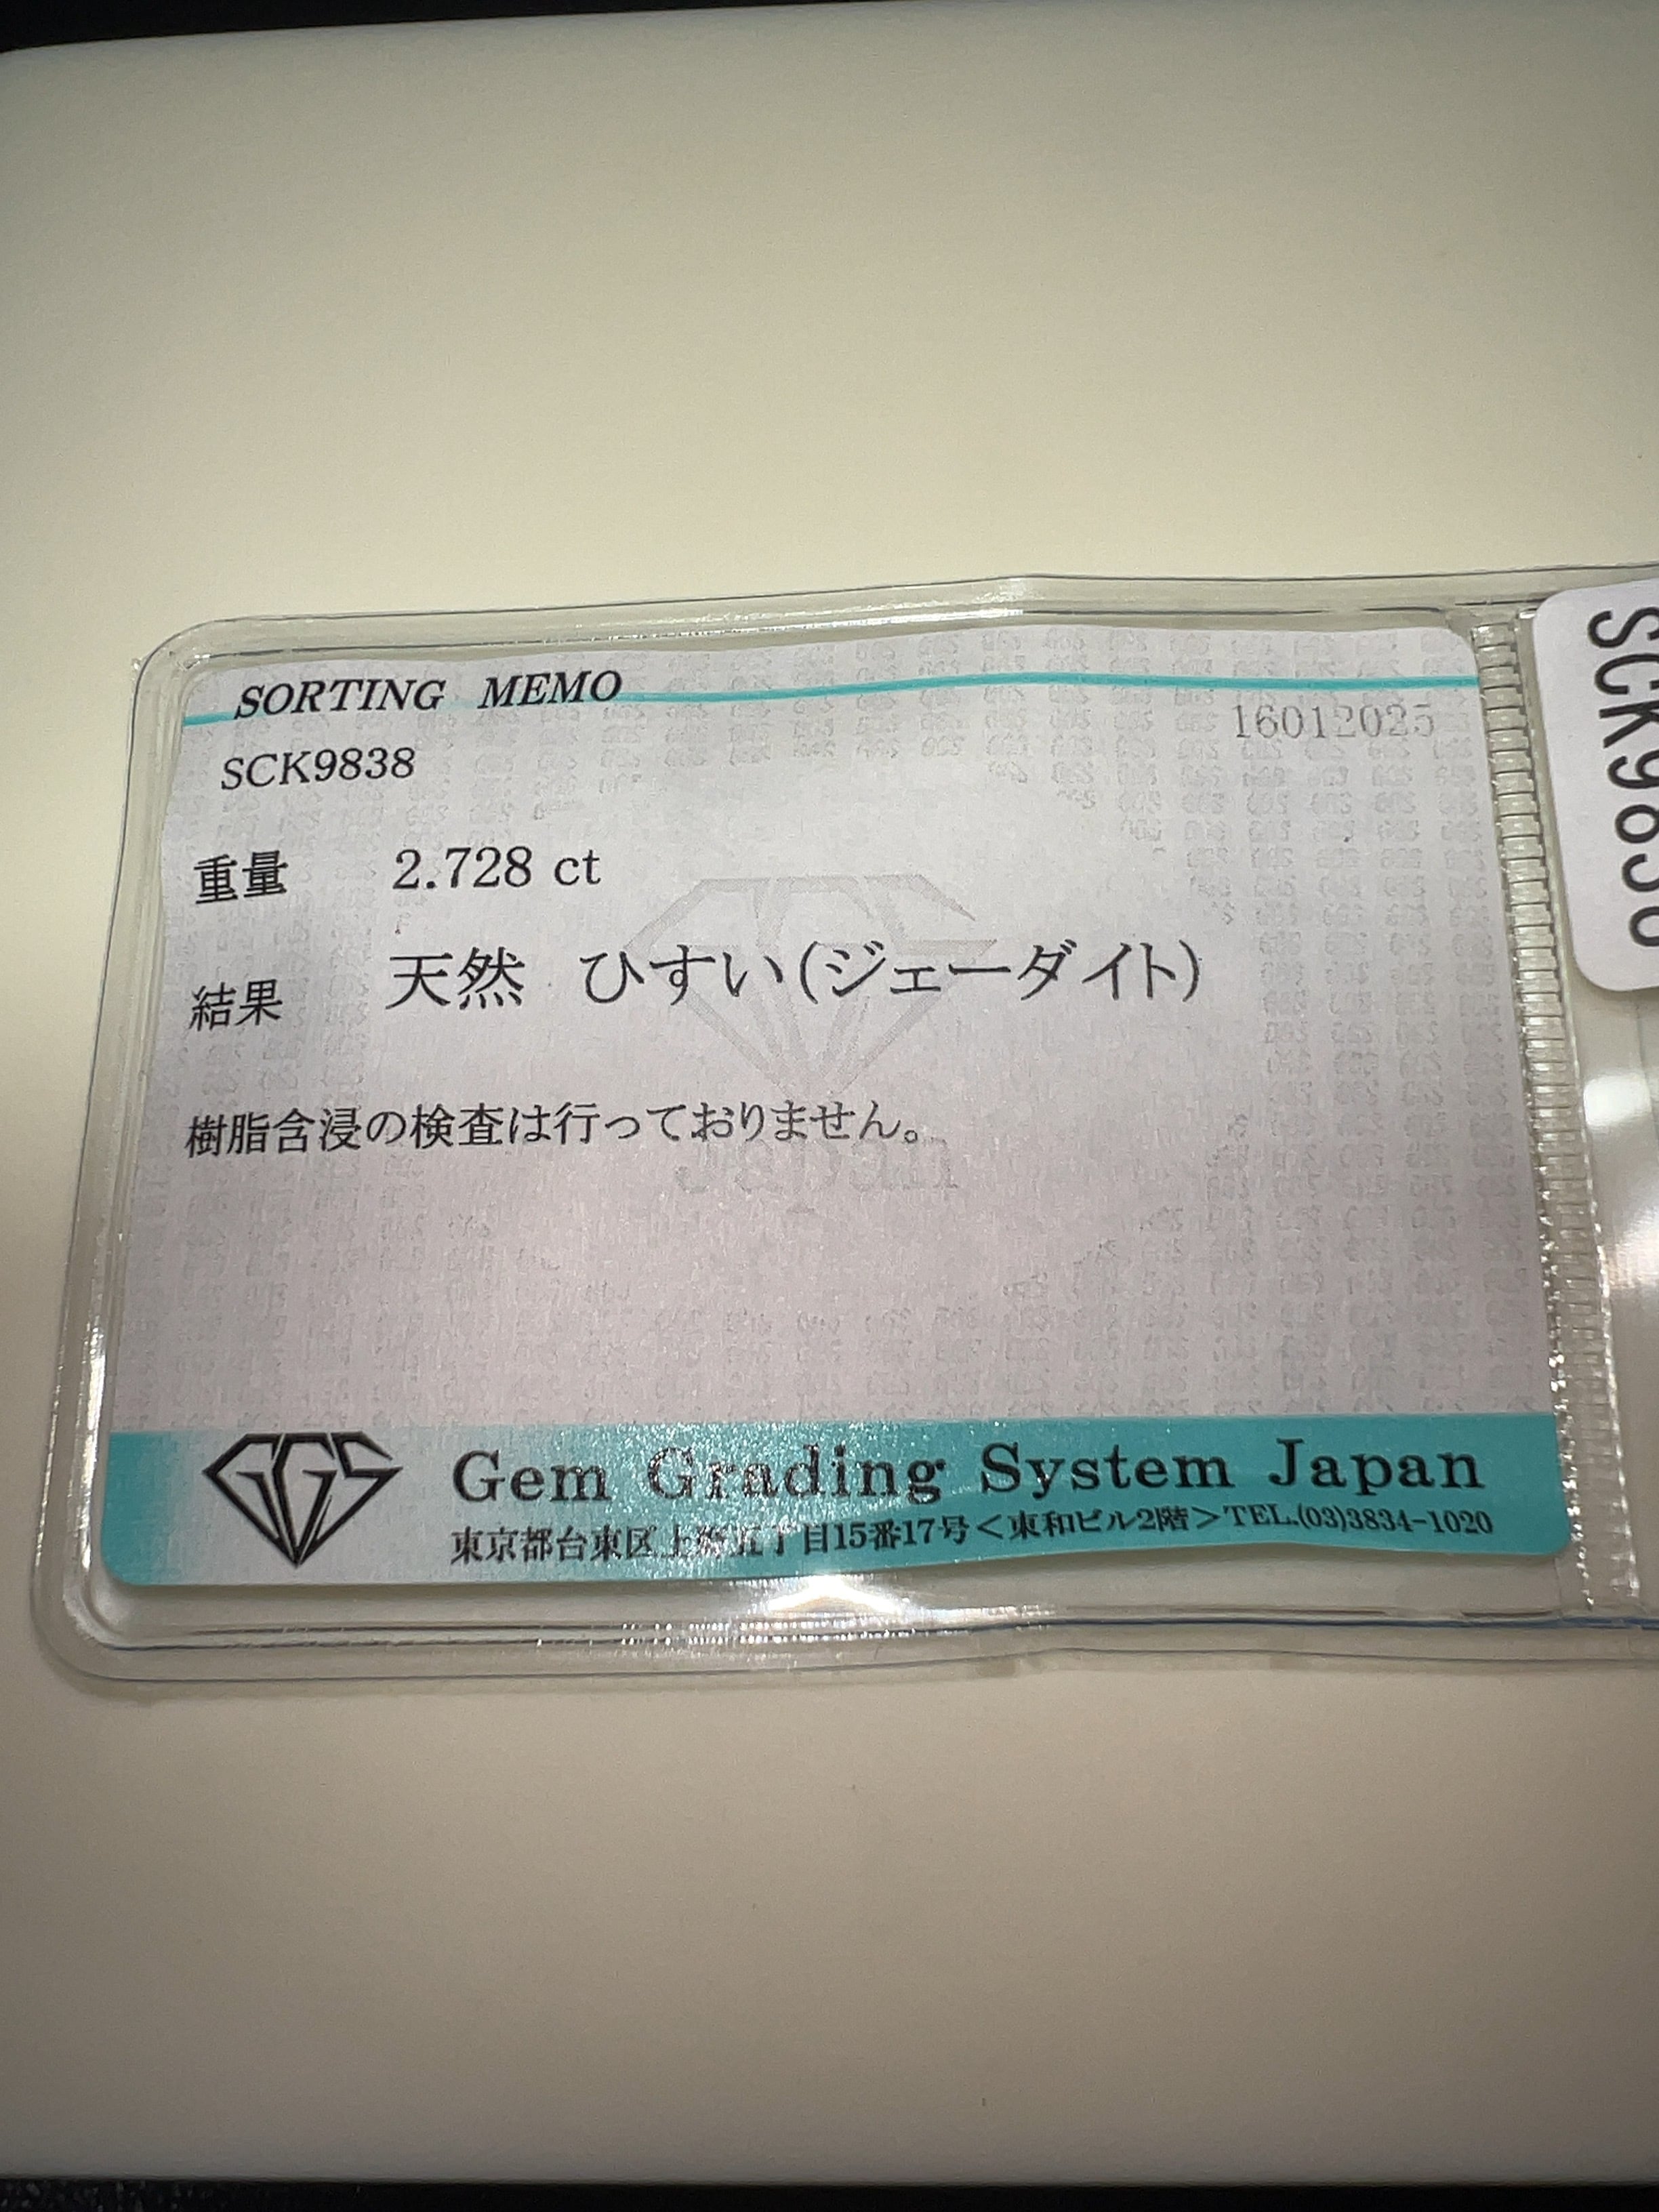 SORTING MEMO
16012025
SCK9838
重量 2.728 ct
結果 天然 ひすい(ジェーダイト)
樹脂含浸の検査は行っておりません。
Japan
GGS
Gem Grading System Japan
東京都台東区上野五丁目15番17号<東和ビル2階>TEL.(03)3834-1020
SCK9838